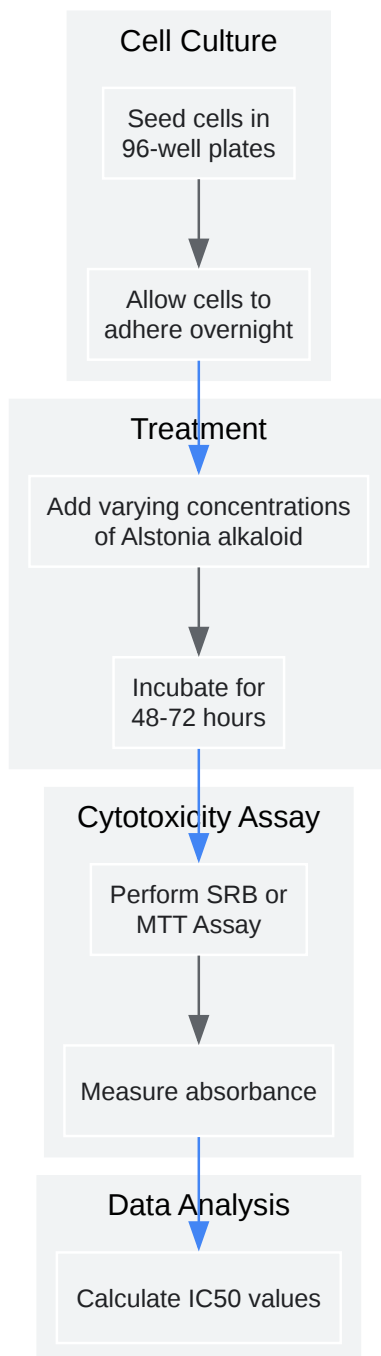 Cell Culture
Seed cells in
96-well plates
Allow cells to
adhere overnight
Treatment
Add varying concentrations
of Alstonia alkaloid
Incubate for
48-72 hours
Cytotoxicity Assay
Perform SRB or
MTT Assay
Measure absorbance
Data Analysis
Calculate IC50 values